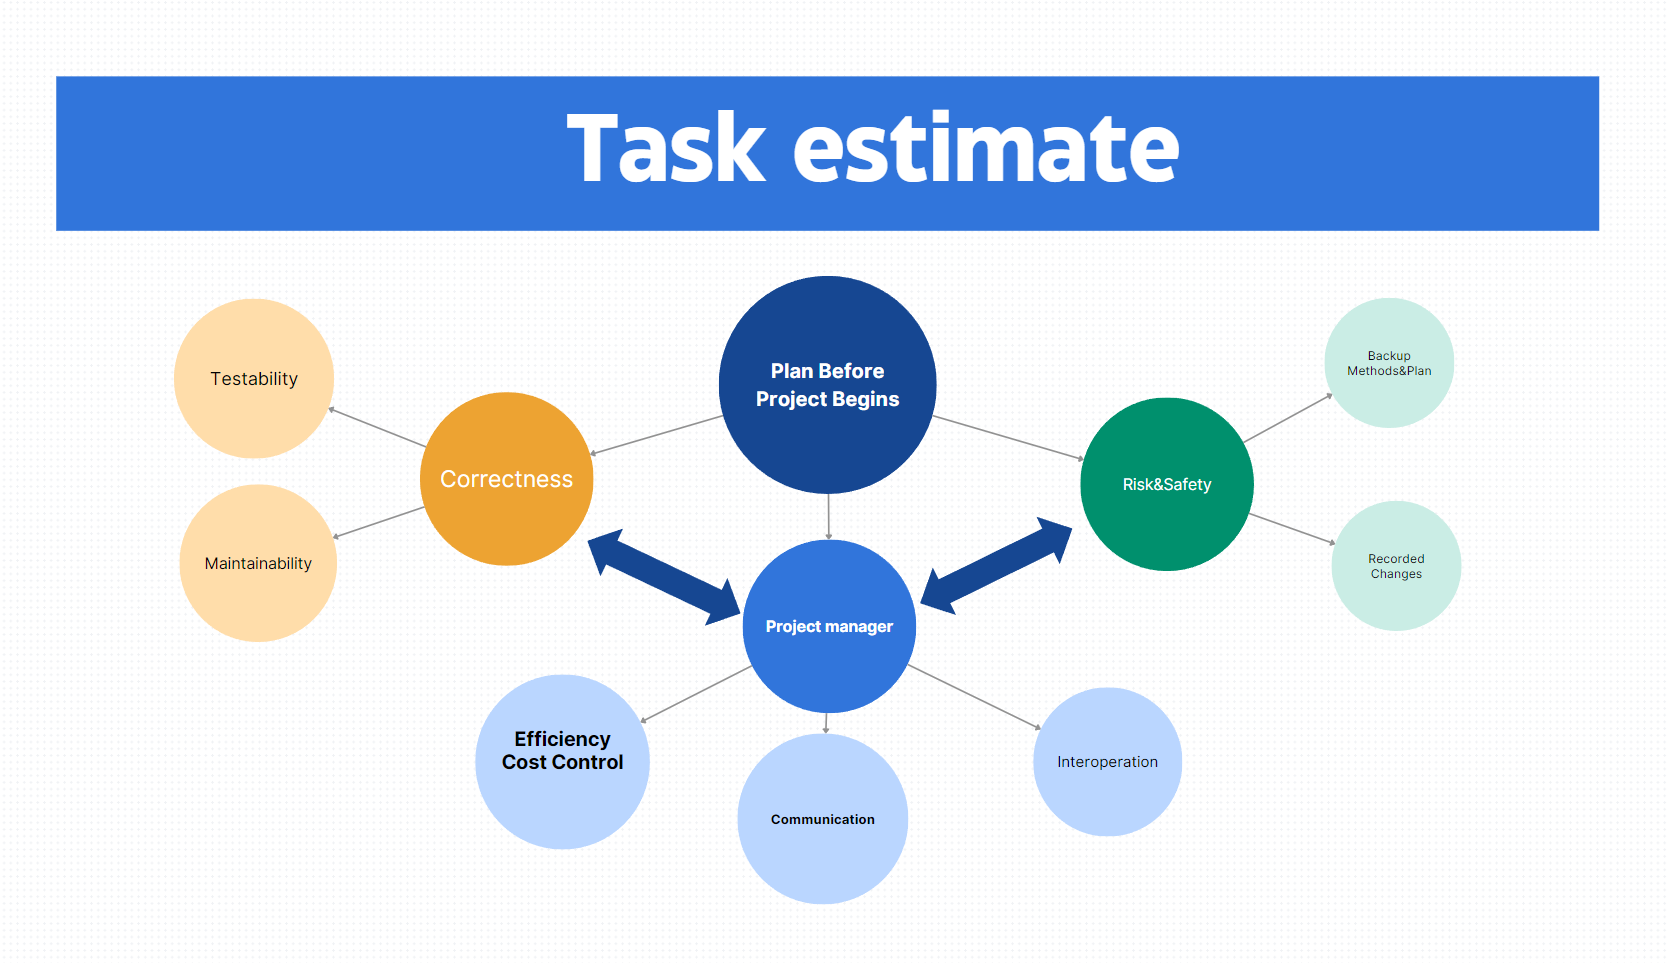 Task estimate
Plan Before
Project Begins
Testability
Correctness
Maintainability
Backup
Methods&Plan
Risk&Safety
Recorded
Changes
Project manager
Efficiency
Cost Control
Communication
Interoperation